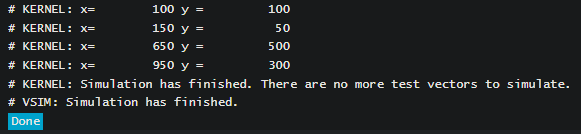 # KERNEL: x=        100 y =         100
# KERNEL: x=        150 y =          50
# KERNEL: x=        650 y =         500
# KERNEL: x=        950 y =         300
# KERNEL: Simulation has finished. There are no more test vectors to simulate.
# VSIM: Simulation has finished.
Done